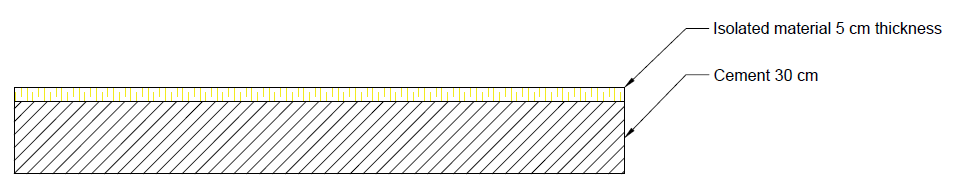 Isolated material 5 cm thickness
Cement 30 cm